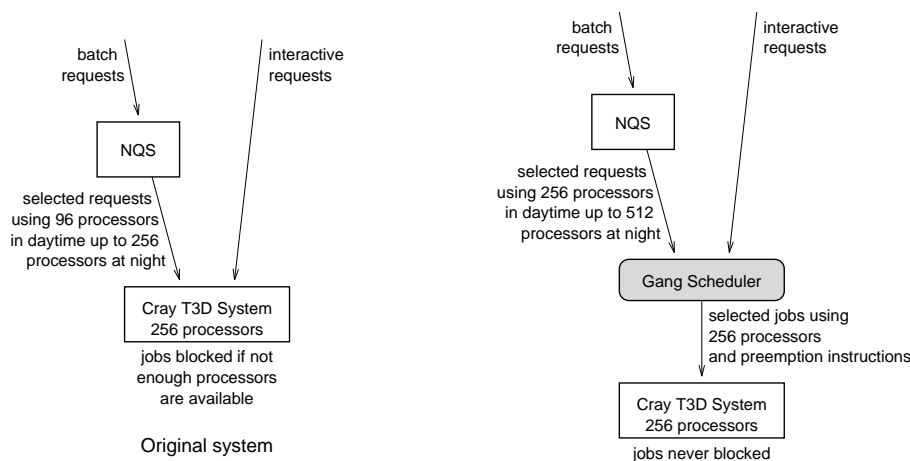 batch
requests
interactive
requests
NQS
selected requests
using 96 processors
in daytime up to 256
processors at night
Cray T3D System
256 processors
jobs blocked if not
enough processors
are available
Original system
batch
requests
interactive
requests
NQS
selected requests
using 256 processors
in daytime up to 512
processors at night
Gang Scheduler
selected jobs using
256 processors
and preemption instructions
Cray T3D System
256 processors
jobs never blocked